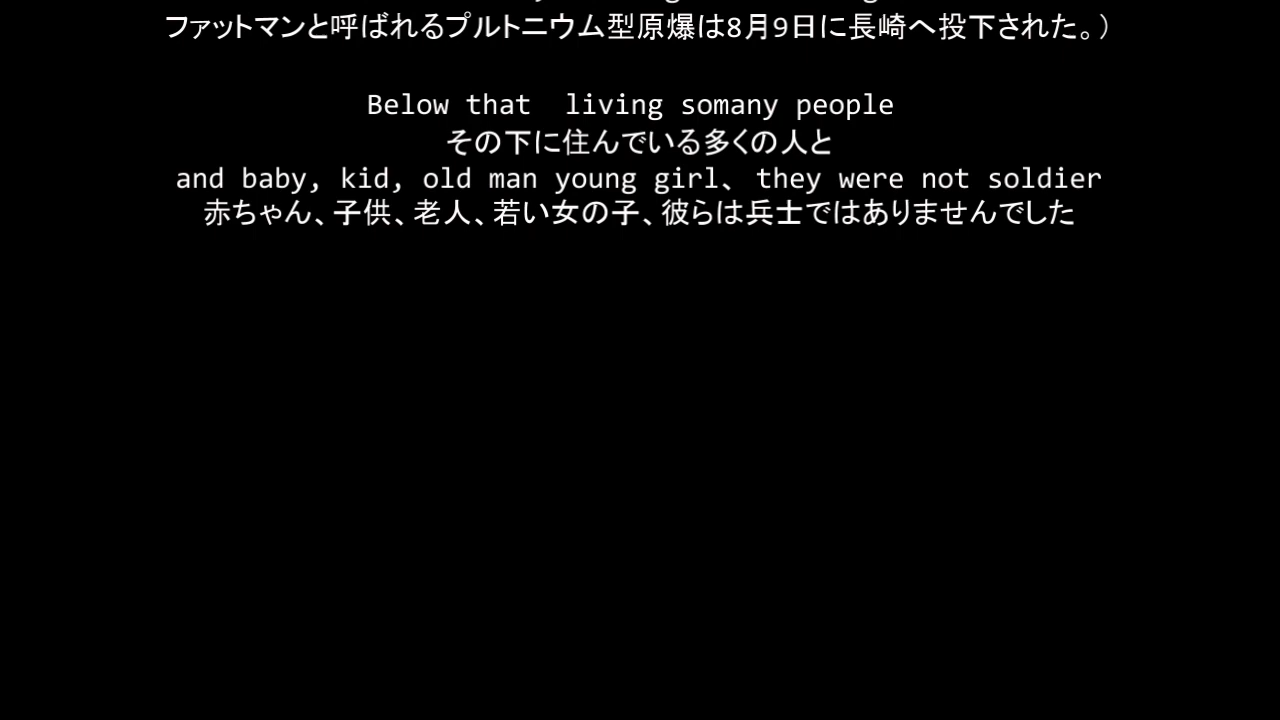 ファットマンと呼ばれるプルトニウム型原爆は8月9日に長崎へ投下された。）
Below that  living somany people
その下に住んでいる多くの人と
and baby, kid, old man young girl、they were not soldier
赤ちゃん、子供、老人、若い女の子、彼らは兵士ではありませんでした